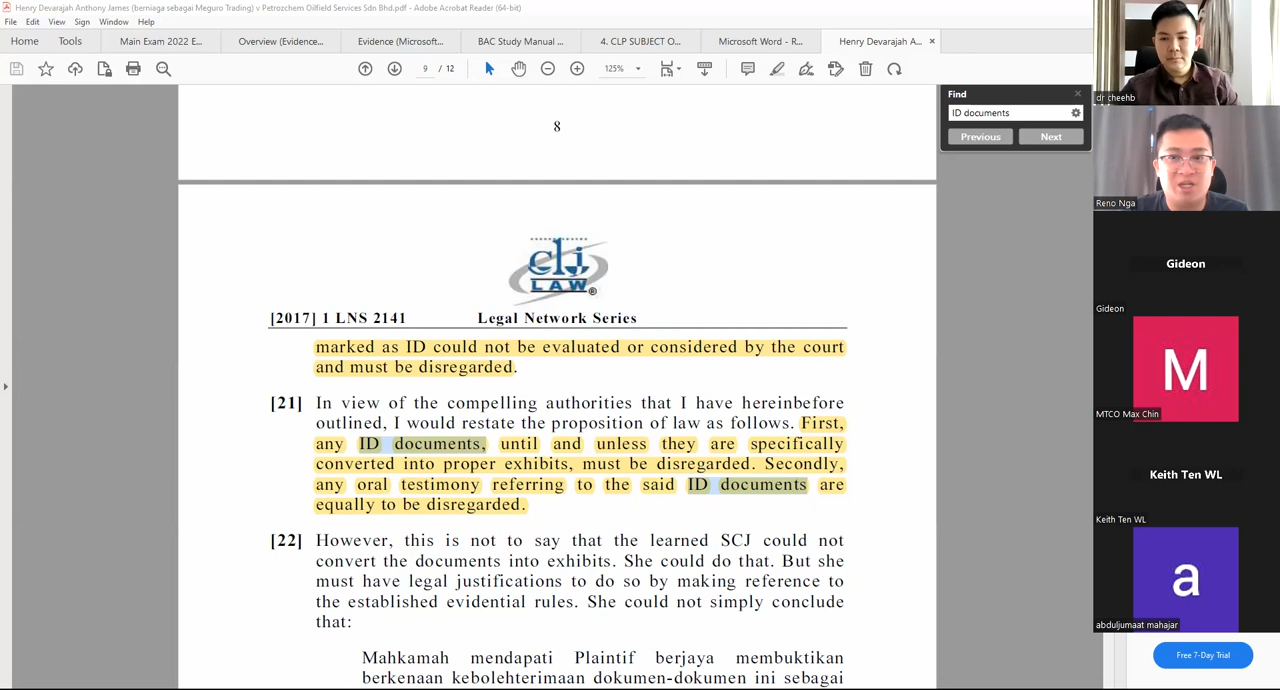 Henry Devarajah Anthony James (berniaga sebagai Meguro Trading) v Petrozchem Oilfield Services Sdn Bhd.pdf - Adobe Acrobat Reader (64-bit)
File Edit View Sign Window Help
Home Tools Main Exam 2022 E... Overview (Evidence... Evidence (Microsoft... AC Study Manual ... 4. CLP SUBJECT O... Microsoft Word - R... Henry Devarajah A... ×
9 / 12 125%
Find ×
ID documents
Previous Next
8
clj
LAW ®
[2017] 1 LNS 2141 Legal Network Series
marked as ID could not be evaluated or considered by the court
and must be disregarded.
[21] In view of the compelling authorities that I have hereinbefore
outlined, I would restate the proposition of law as follows. First,
any ID documents, until and unless they are specifically
converted into proper exhibits, must be disregarded. Secondly,
any oral testimony referring to the said ID documents are
equally to be disregarded.
[22] However, this is not to say that the learned SCJ could not
convert the documents into exhibits. She could do that. But she
must have legal justifications to do so by making reference to
the established evidential rules. She could not simply conclude
that:
Mahkamah mendapati Plaintif berjaya membuktikan
berkenaan kebolehterimaan dokumen-dokumen ini sebagai
dr cheehb
Reno Nga
Gideon
Gideon
M
MTCO Max Chin
Keith Ten WL
Keith Ten WL
a
abduljumaat mahajar
Free 7-Day Trial